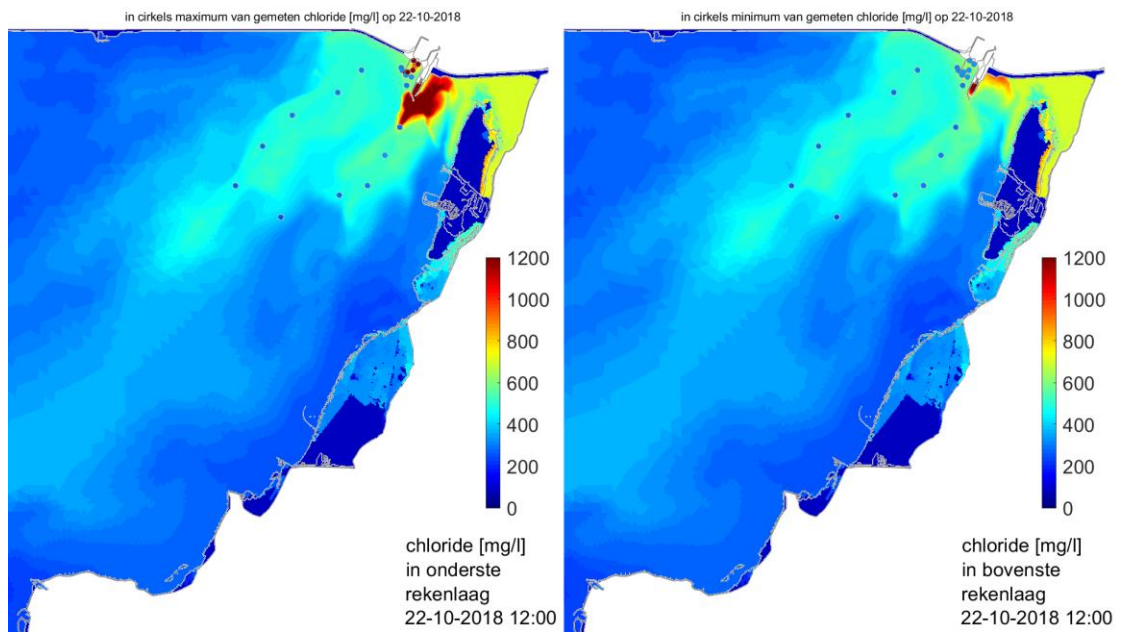 in cirkels maximum van gemeten chloride [mg/l] op 22-10-2018
1200
1000
800
600
400
200
0
chloride [mg/l]
in onderste
rekenlaag
22-10-2018 12:00
in cirkels minimum van gemeten chloride [mg/l] op 22-10-2018
1200
1000
800
600
400
200
0
chloride [mg/l]
in bovenste
rekenlaag
22-10-2018 12:00